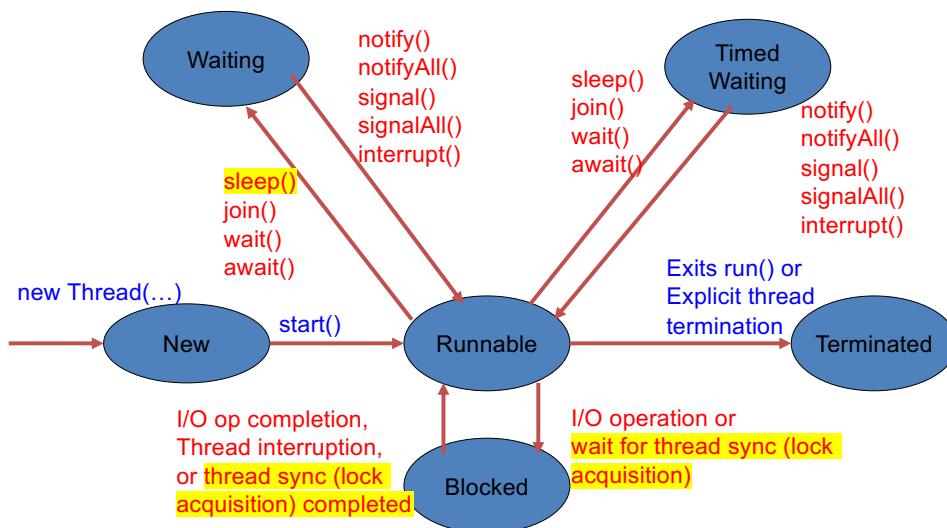 Waiting
notify()
notifyAll()
signal()
signalAll()
interrupt()
sleep()
join()
wait()
await()
Timed
Waiting
notify()
notifyAll()
signal()
signalAll()
interrupt()
sleep()
join()
wait()
await()
new Thread(…)
New
start()
Runnable
Exits run() or
Explicit thread
termination
Terminated
I/O op completion,
Thread interruption,
or thread sync (lock
acquisition) completed
Blocked
I/O operation or
wait for thread sync (lock
acquisition)